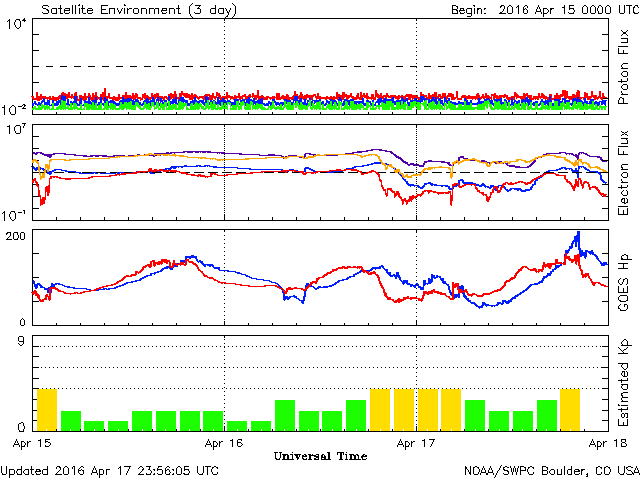 Satellite Environment (3 day) Begin: 2016 Apr 15 0000 UTC
10^4
10^-2
Proton Flux
10^7
10^-1
Electron Flux
200
0
GOES Hp
9
0
Estimated Kp
Apr 15 Apr 16 Apr 17 Apr 18
Universal Time
Updated 2016 Apr 17 23:56:05 UTC NOAA/SWPC Boulder, CO USA